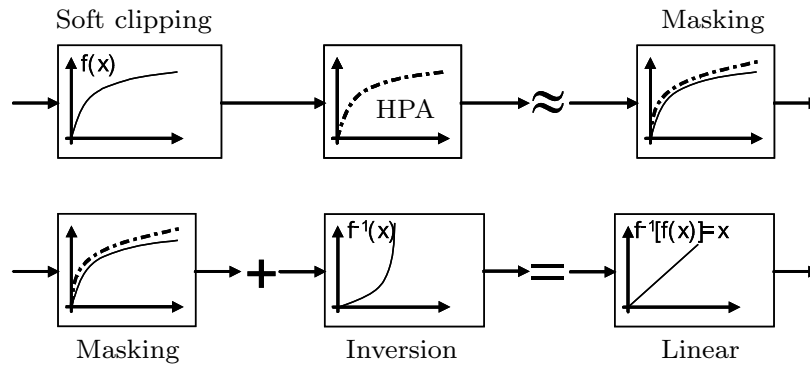 Soft clipping
Masking
f(x)
HPA
≈
f⁻¹(x)
f⁻¹[f(x)]=x
+
=
Masking
Inversion
Linear